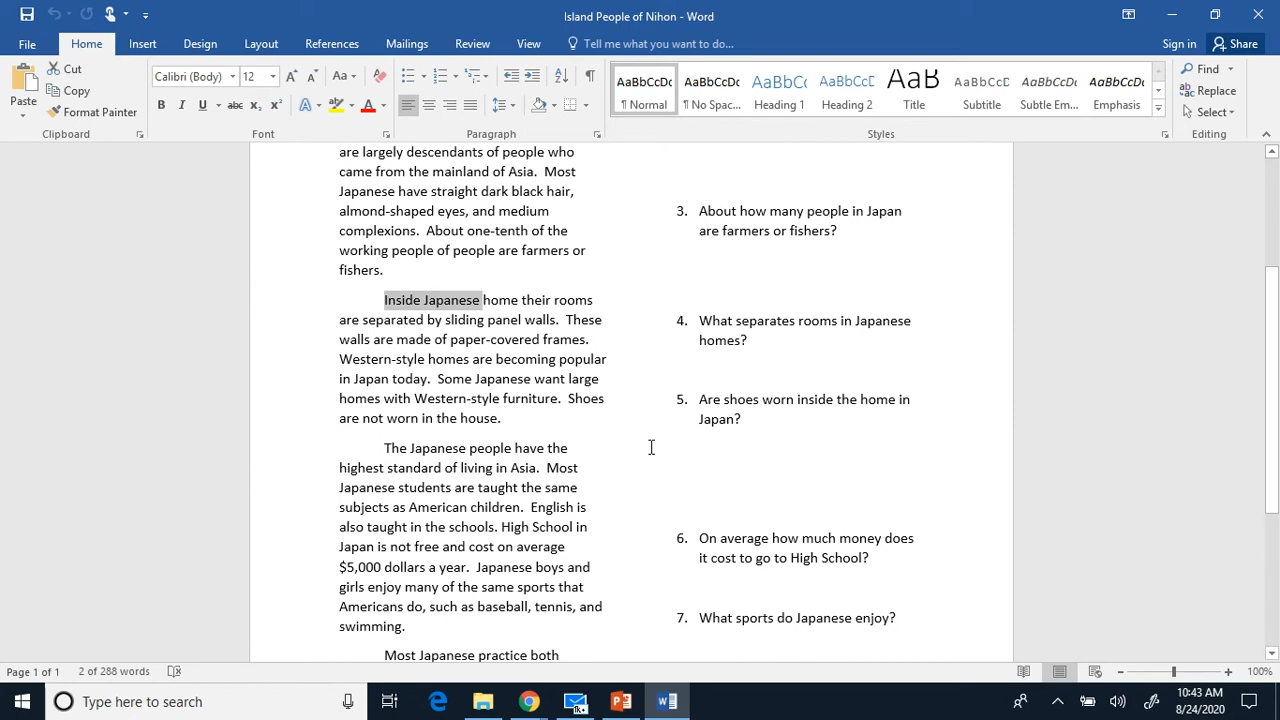 Island People of Nihon - Word
File Home Insert Design Layout References Mailings Review View Tell me what you want to do... Sign in Share
Paste Cut Copy Format Painter
Clipboard
Calibri (Body) 12
Font
Paragraph
AaBbCcDc AaBbCcDc AaBbCc AaBbCcD AaB AaBbCcD AaBbCcDc AaBbCcDc
¶ Normal ¶ No Spac... Heading 1 Heading 2 Title Subtitle Subtle Em... Emphasis
Styles
Find
Replace
Select
Editing
are largely descendants of people who
came from the mainland of Asia. Most
Japanese have straight dark black hair,
almond-shaped eyes, and medium
complexions. About one-tenth of the
working people of people are farmers or
fishers.
Inside Japanese home their rooms
are separated by sliding panel walls. These
walls are made of paper-covered frames.
Western-style homes are becoming popular
in Japan today. Some Japanese want large
homes with Western-style furniture. Shoes
are not worn in the house.
The Japanese people have the
highest standard of living in Asia. Most
Japanese students are taught the same
subjects as American children. English is
also taught in the schools. High School in
Japan is not free and cost on average
$5,000 dollars a year. Japanese boys and
girls enjoy many of the same sports that
Americans do, such as baseball, tennis, and
swimming.
Most Japanese practice both
3. About how many people in Japan
are farmers or fishers?
4. What separates rooms in Japanese
homes?
5. Are shoes worn inside the home in
Japan?
6. On average how much money does
it cost to go to High School?
7. What sports do Japanese enjoy?
Page 1 of 1 2 of 288 words 100%
Type here to search
1k+
10:43 AM
8/24/2020